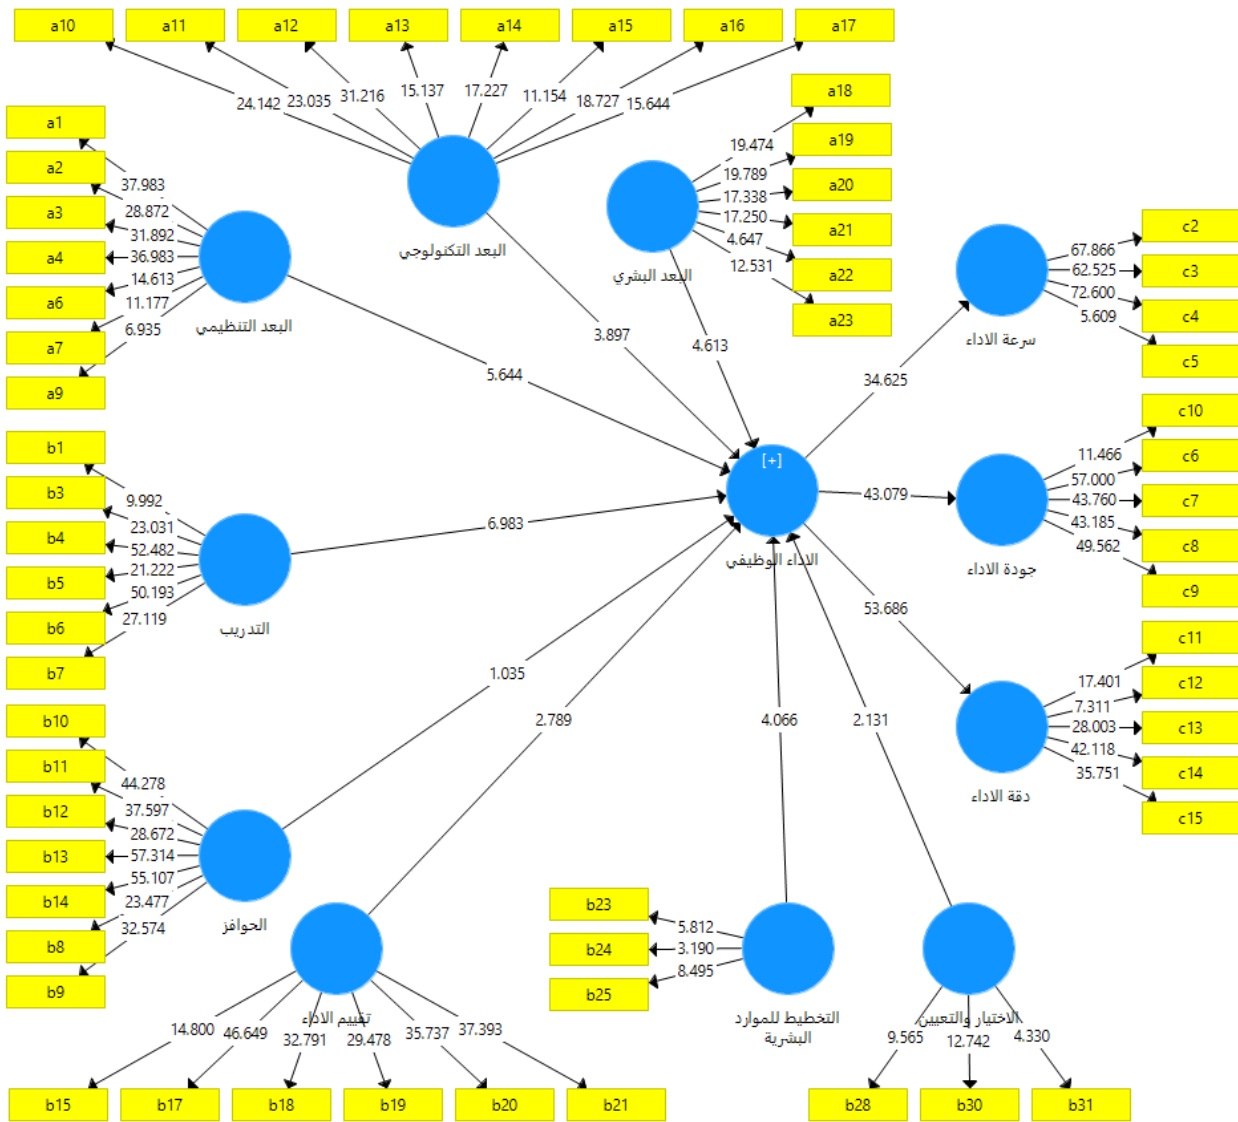 a10
a11
a12
a13
a14
a15
a16
a17
24.142
23.035
31.216
15.137
17.227
11.154
18.727
15.644
البعد التكنولوجي
a18
a19
a20
a21
a22
a23
19.474
19.789
17.338
17.250
4.647
12.531
البعد البشري
a1
a2
a3
a4
a6
a7
a9
37.983
28.872
31.892
36.983
14.613
11.177
6.935
البعد التنظيمي
3.897
4.613
5.644
34.625
c2
c3
c4
c5
67.866
62.525
72.600
5.609
سرعة الاداء
b1
b3
b4
b5
b6
b7
9.992
23.031
52.482
21.222
50.193
27.119
التدريب
6.983
[+]
الاداء الوظيفي
43.079
c10
c6
c7
c8
c9
11.466
57.000
43.760
43.185
49.562
جودة الاداء
53.686
c11
c12
c13
c14
c15
17.401
7.311
28.003
42.118
35.751
دقة الاداء
1.035
2.789
4.066
2.131
b10
b11
b12
b13
b14
b8
b9
44.278
37.597
28.672
57.314
55.107
23.477
32.574
الحوافز
تقييم الاداء
14.800
46.649
32.791
29.478
35.737
37.393
b15
b17
b18
b19
b20
b21
b23
b24
b25
5.812
3.190
8.495
التخطيط للموارد
البشرية
الاختيار والتعيين
9.565
12.742
4.330
b28
b30
b31